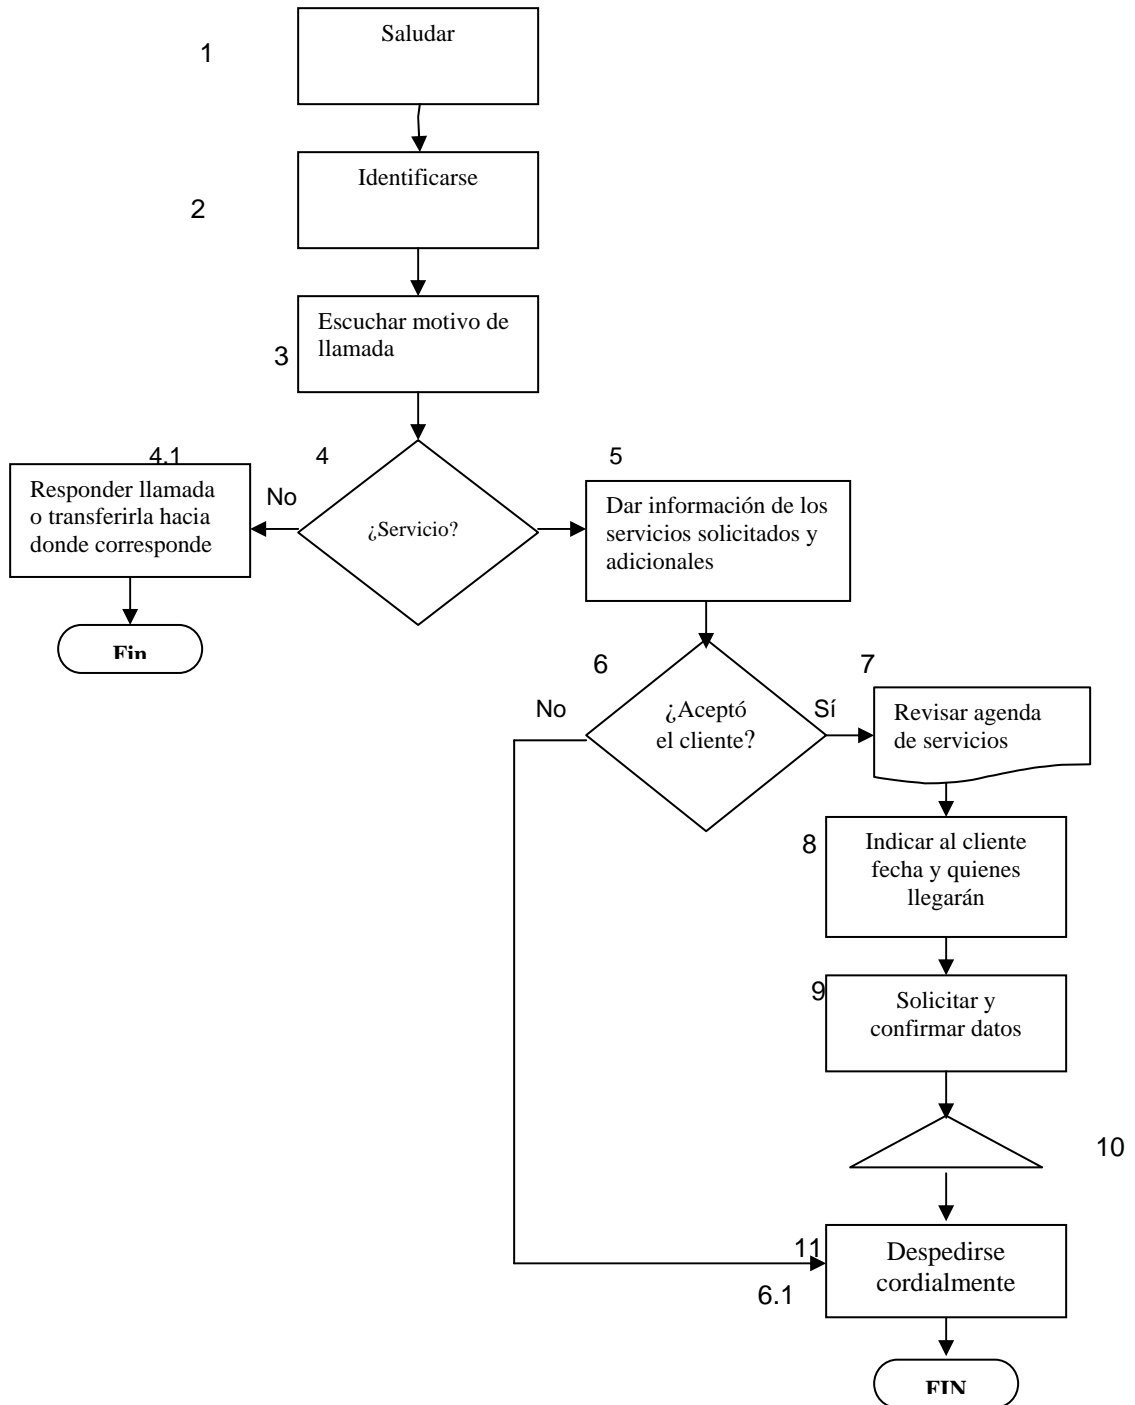 1
Saludar
2
Identificarse
3
Escuchar motivo de
llamada
4.1
4
5
Responder llamada
o transferirla hacia
donde corresponde
No
¿Servicio?
Dar información de los
servicios solicitados y
adicionales
Fin
6
7
No
¿Aceptó
el cliente?
Sí
Revisar agenda
de servicios
8
Indicar al cliente
fecha y quienes
llegarán
9
Solicitar y
confirmar datos
10
11
6.1
Despedirse
cordialmente
FIN